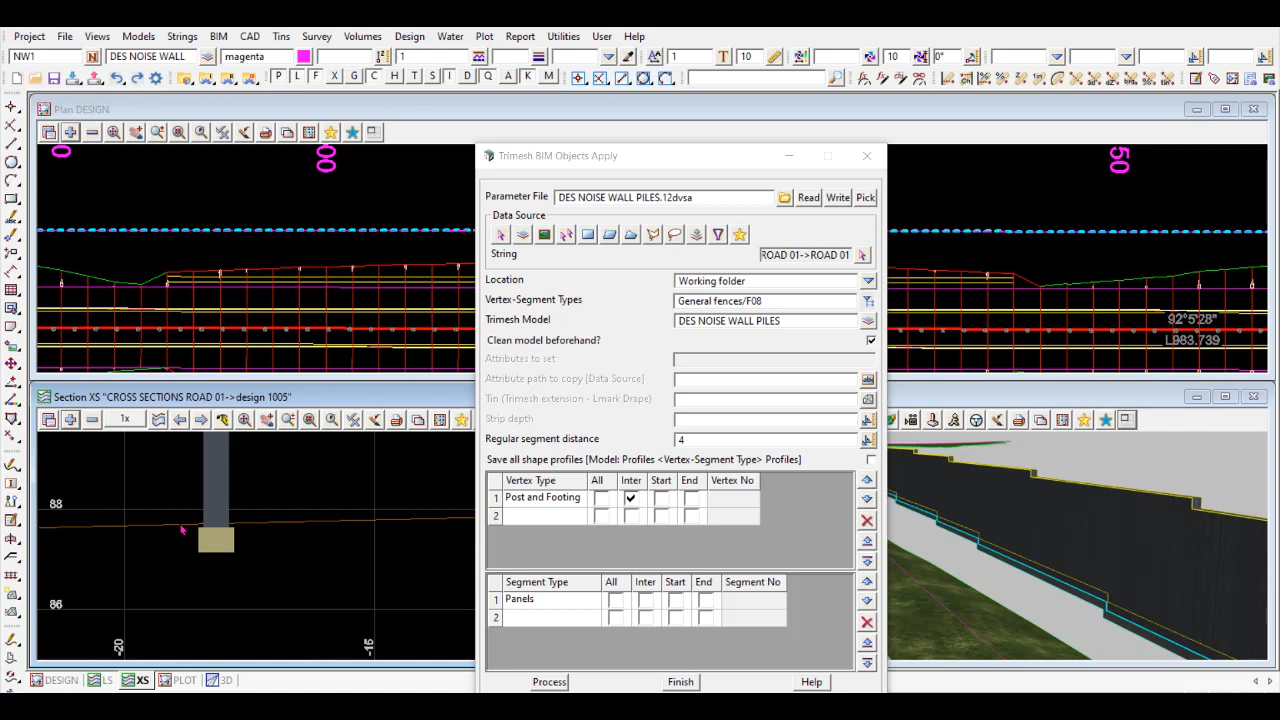 Project File Views Models Strings BIM CAD Tins Survey Volumes Water Design Plot Report Utilities User Help
NW1 DES NOISE WALL magenta 1 1 10 10 0°
P L F X G C H T S I D Q A K M
Plan DESIGN
0 00 50
92°5'28"
L983.739
Trimesh BIM Objects Apply
Parameter File DES NOISE WALL PILES.12dvsa Read Write Pick
Data Source
String ROAD 01->ROAD 01
Location Working folder
Vertex-Segment Types General fences/F08
Trimesh Model DES NOISE WALL PILES
Clean model beforehand?
Attributes to set
Attribute path to copy [Data Source]
Tin (Trimesh extension - Lmark Drape)
Strip depth
Regular segment distance 4
Save all shape profiles [Model: Profiles <Vertex-Segment Type> Profiles]
Vertex Type All Inter Start End Vertex No
1 Post and Footing
2
Segment Type All Inter Start End Segment No
1 Panels
2
Process Finish Help
Section XS "CROSS SECTIONS ROAD 01->design 1005"
1x
88
86
-20 -15
DESIGN LS XS PLOT 3D